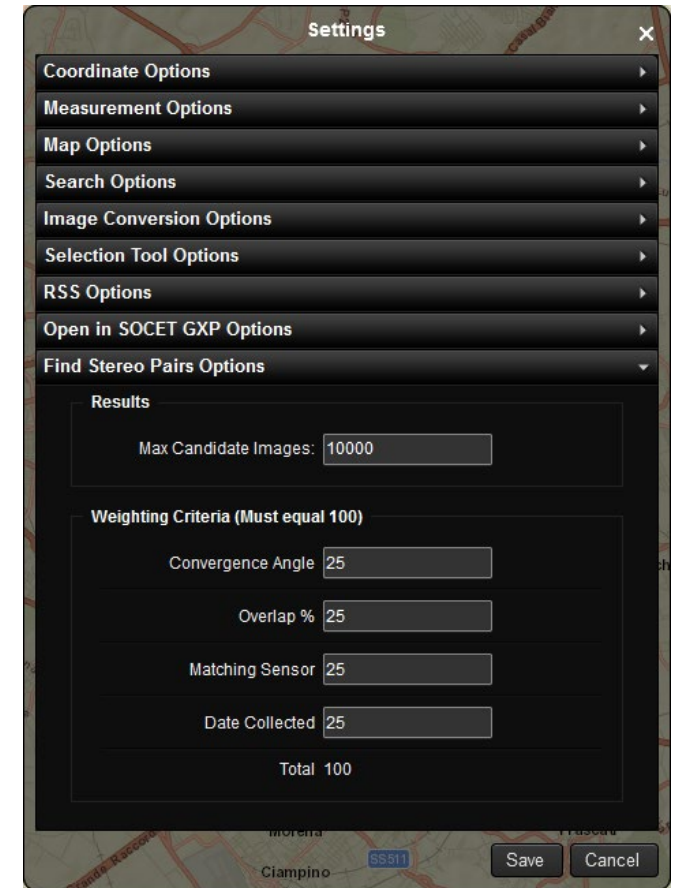 Settings
Coordinate Options
Measurement Options
Map Options
Search Options
Image Conversion Options
Selection Tool Options
RSS Options
Open in SOCET GXP Options
Find Stereo Pairs Options
Results
Max Candidate Images: 10000
Weighting Criteria (Must equal 100)
Convergence Angle 25
Overlap % 25
Matching Sensor 25
Date Collected 25
Total 100
Morena
Frascati
Raccordo
SS511
Ciampino
Save Cancel